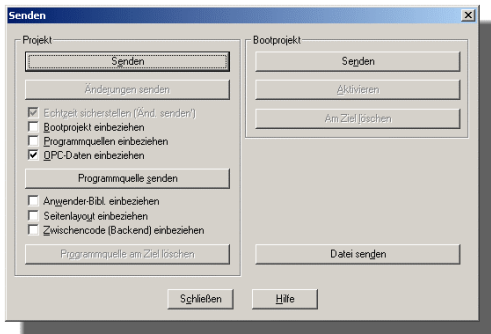 Senden
Projekt
Senden
Änderungen senden
Echtzeit sicherstellen ('Änd. senden')
Bootprojekt einbeziehen
Programmquellen einbeziehen
OPC-Daten einbeziehen
Programmquelle senden
Anwender-Bibl. einbeziehen
Seitenlayout einbeziehen
Zwischencode (Backend) einbeziehen
Programmquelle am Ziel löschen
Bootprojekt
Senden
Aktivieren
Am Ziel löschen
Datei senden
Schließen
Hilfe